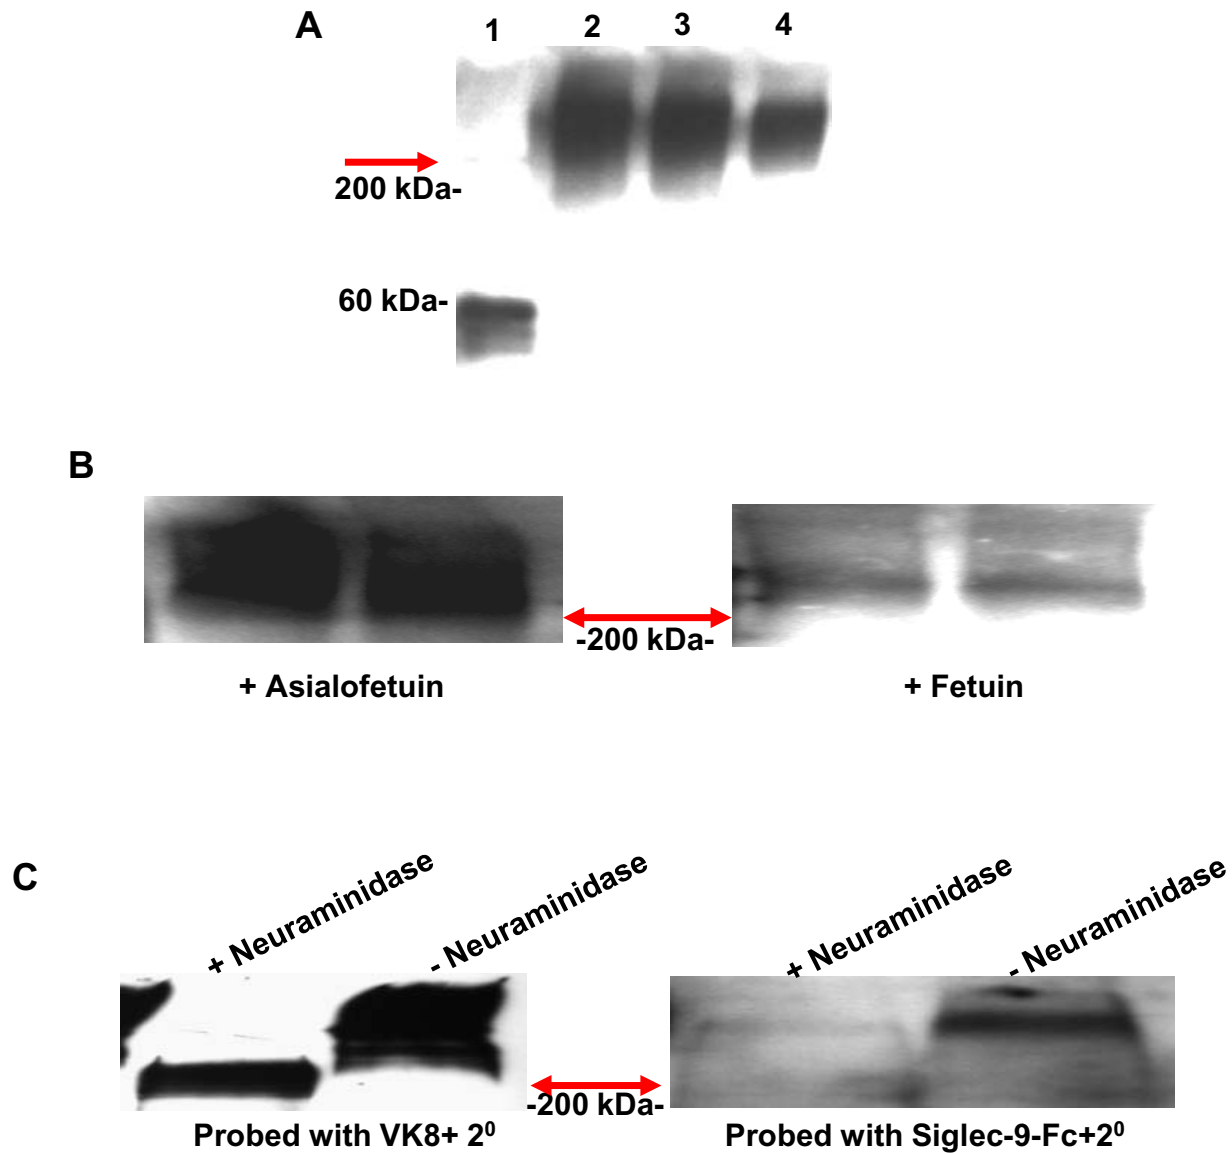 A
1 2 3 4
200 kDa-
60 kDa-
B
-200 kDa-
+ Asialofetuin
+ Fetuin
C
+ Neuraminidase
- Neuraminidase
+ Neuraminidase
- Neuraminidase
-200 kDa-
Probed with VK8+ 2⁰
Probed with Siglec-9-Fc+2⁰